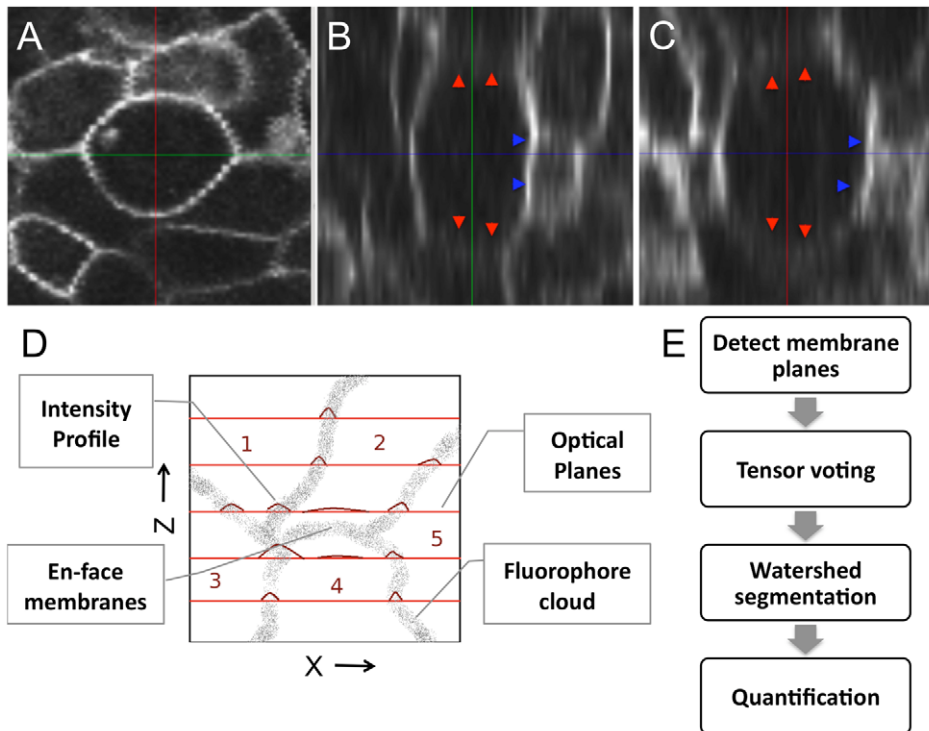 A
B
C
D
Intensity
Profile
Z
En-face
membranes
1
2
3
4
5
Optical
Planes
Fluorophore
cloud
X
E
Detect membrane
planes
Tensor voting
Watershed
segmentation
Quantification